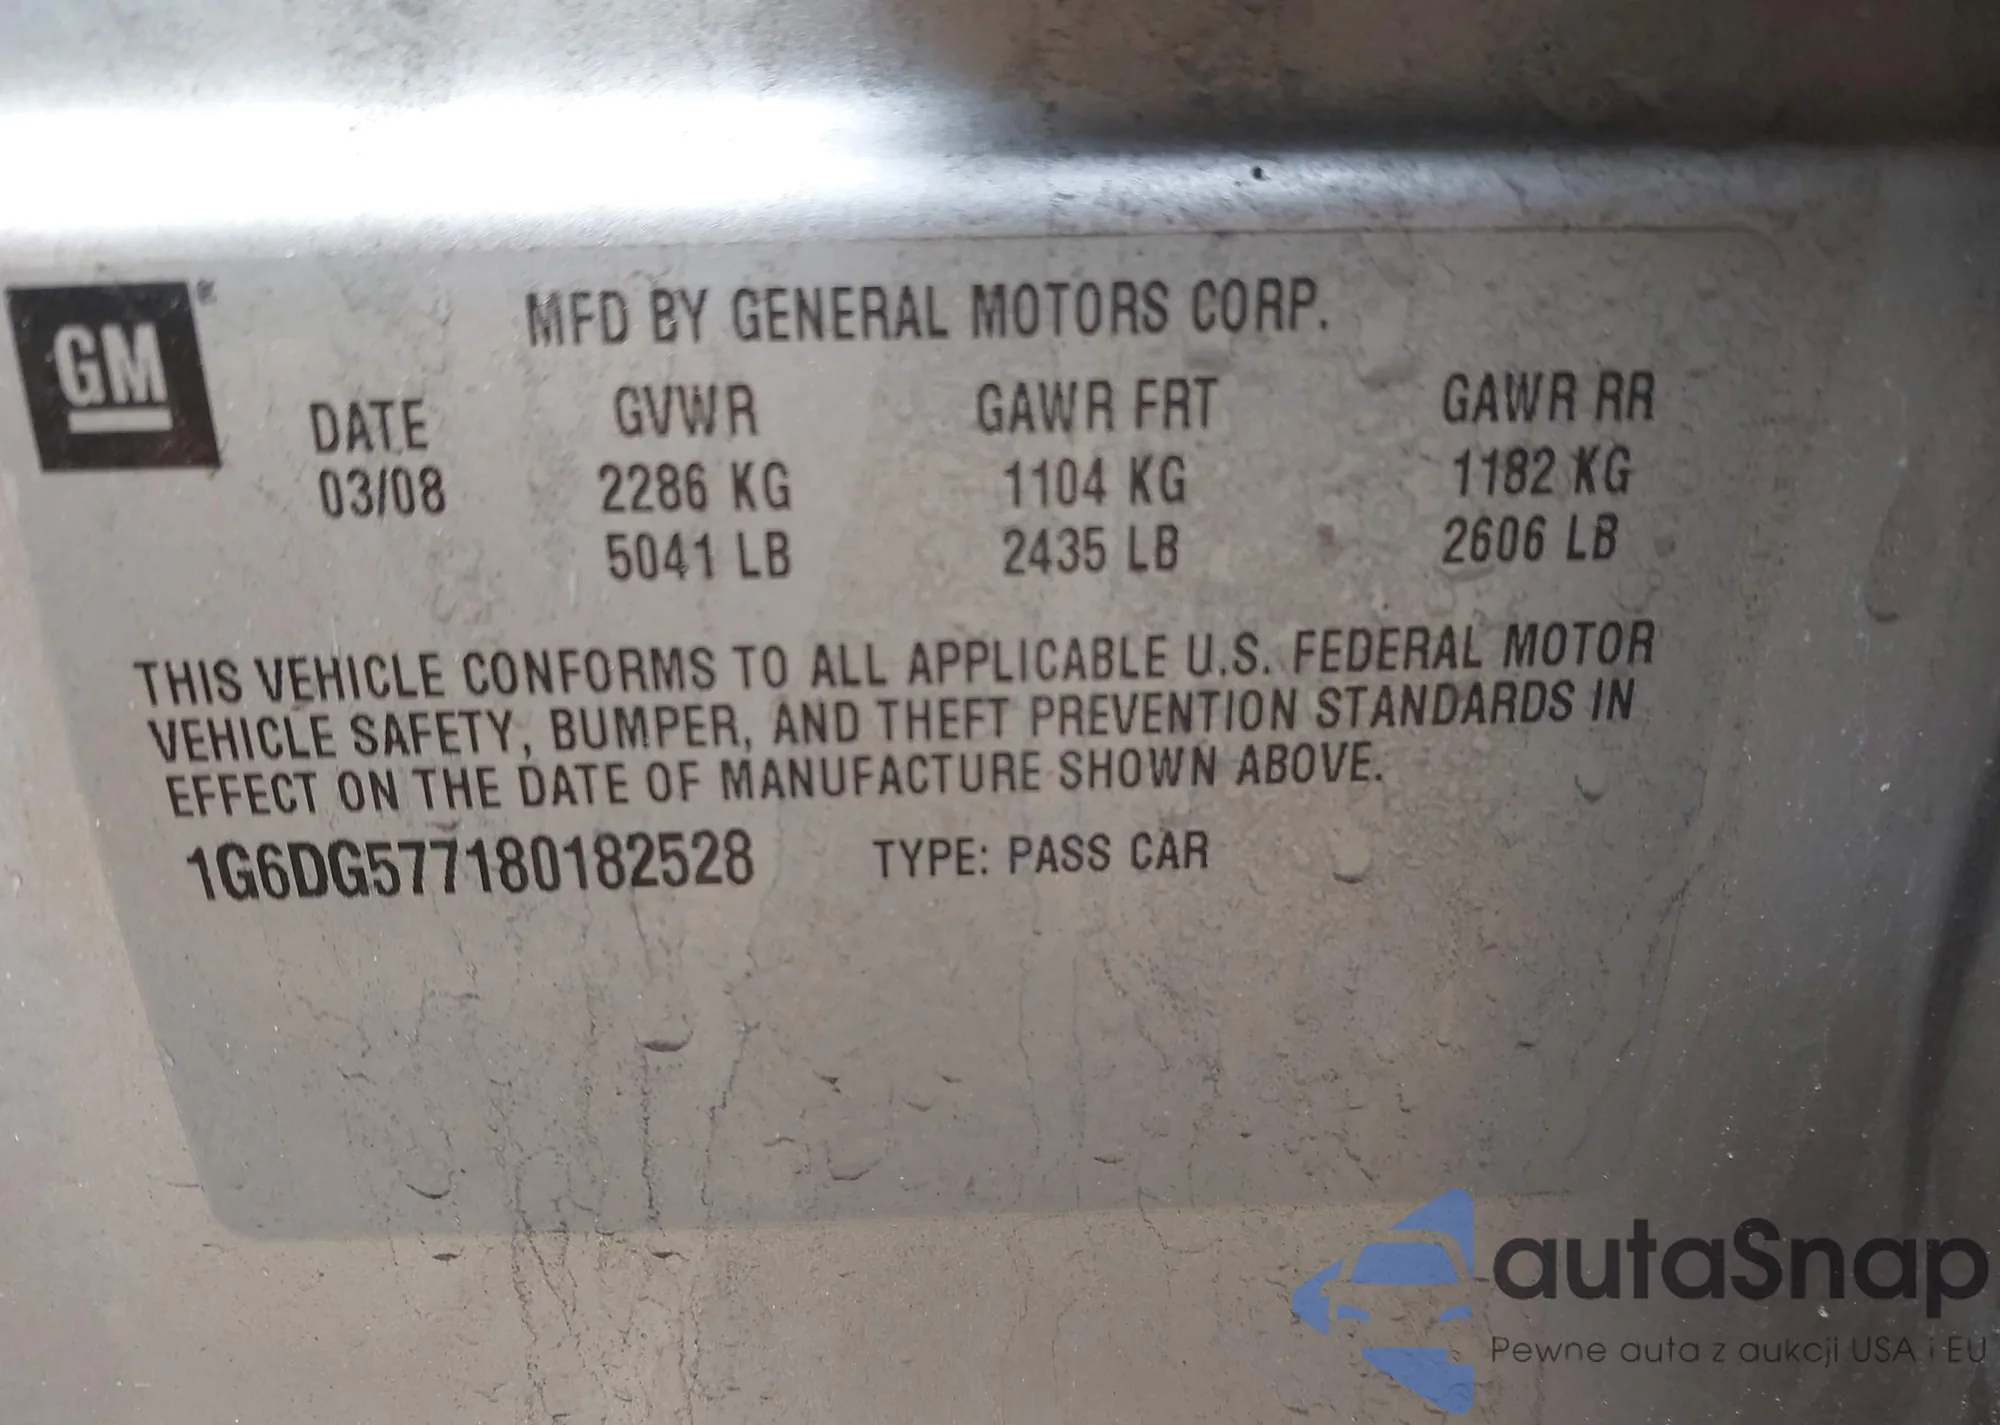 GM
MFD BY GENERAL MOTORS CORP.
DATE GVWR GAWR FRT GAWR RR
03/08 2286 KG 1104 KG 1182 KG
5041 LB 2435 LB 2606 LB
THIS VEHICLE CONFORMS TO ALL APPLICABLE U.S. FEDERAL MOTOR
VEHICLE SAFETY, BUMPER, AND THEFT PREVENTION STANDARDS IN
EFFECT ON THE DATE OF MANUFACTURE SHOWN ABOVE.
1G6DG577180182528 TYPE: PASS CAR
autaSnap
Pewne auta z aukcji USA i EU